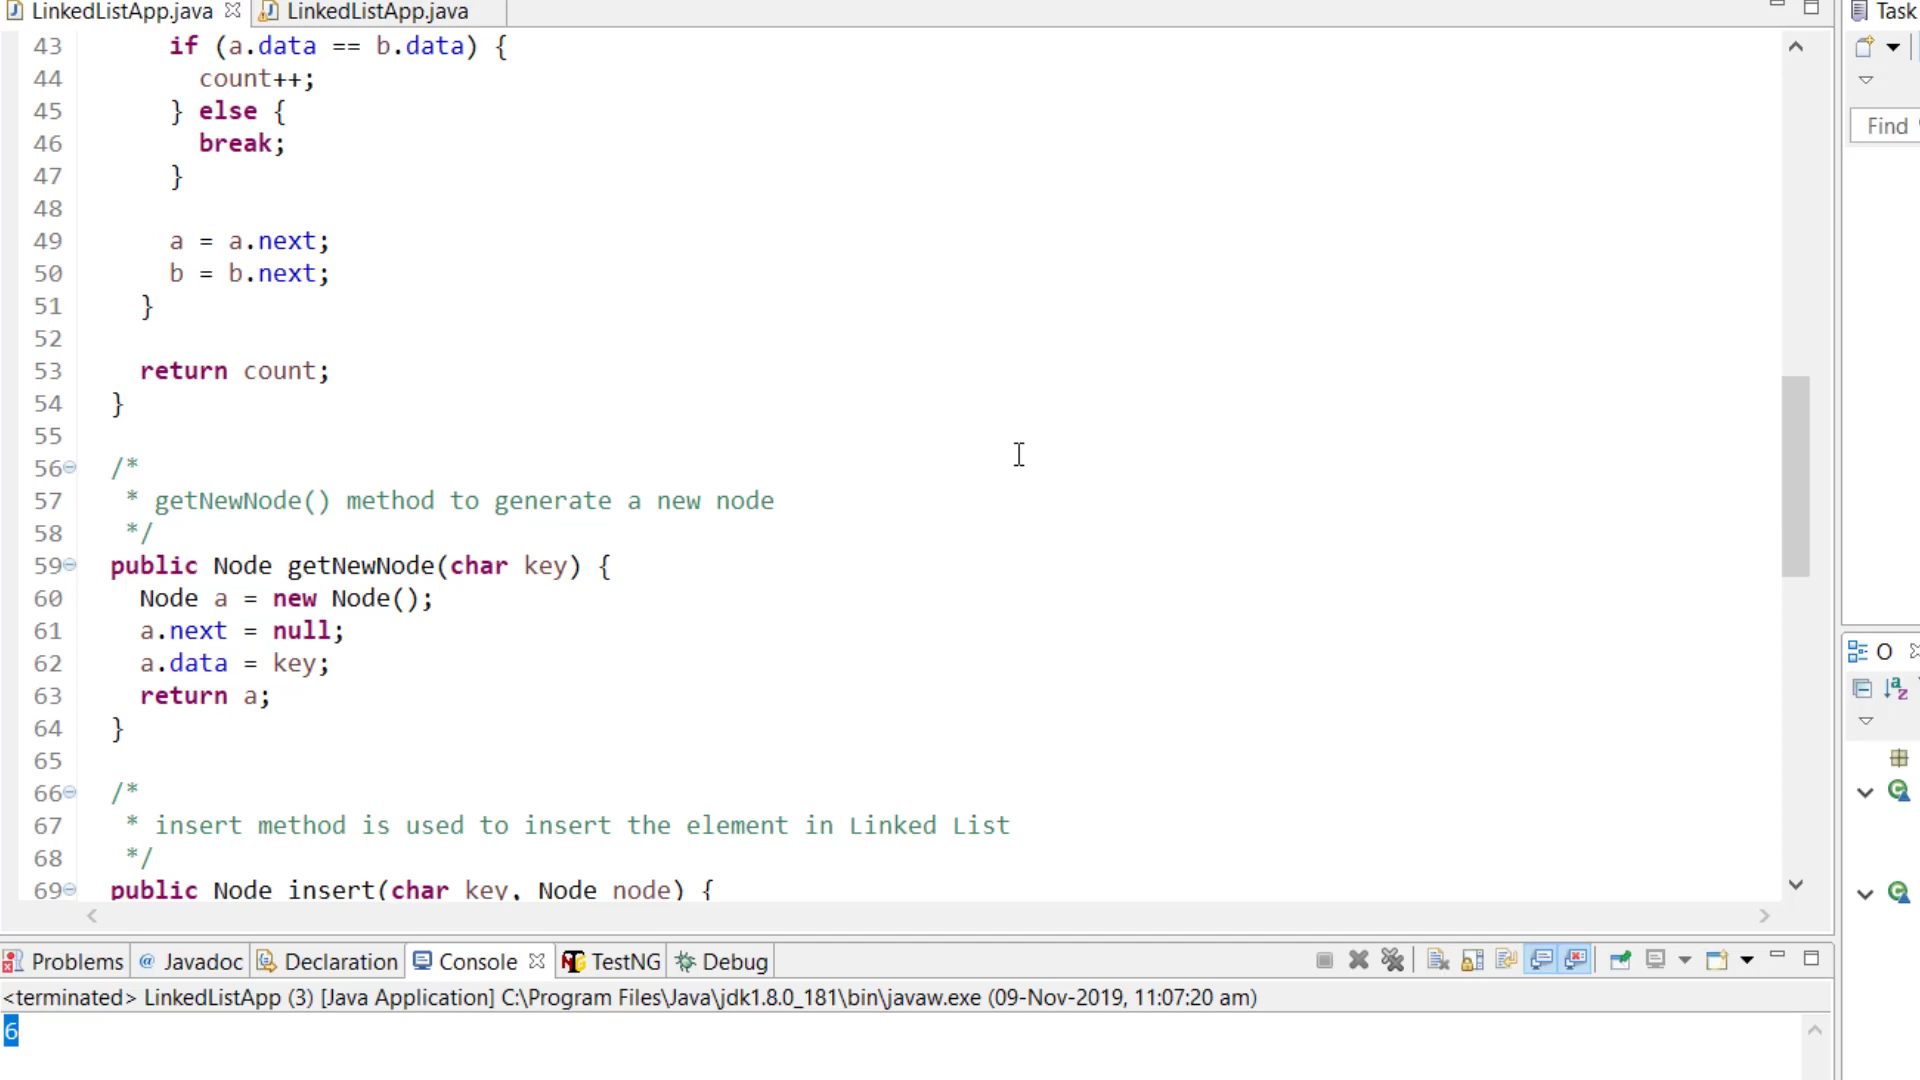 LinkedListApp.java LinkedListApp.java Task
43 if (a.data == b.data) {
44 count++;
45 } else {
46 break;
47 }
48
49 a = a.next;
50 b = b.next;
51 }
52
53 return count;
54 }
55
56 /*
57 * getNewNode() method to generate a new node
58 */
59 public Node getNewNode(char key) {
60 Node a = new Node();
61 a.next = null;
62 a.data = key;
63 return a;
64 }
65
66 /*
67 * insert method is used to insert the element in Linked List
68 */
69 public Node insert(char key, Node node) {
Find
O
Problems @ Javadoc Declaration Console TestNG Debug
<terminated> LinkedListApp (3) [Java Application] C:\Program Files\Java\jdk1.8.0_181\bin\javaw.exe (09-Nov-2019, 11:07:20 am)
6